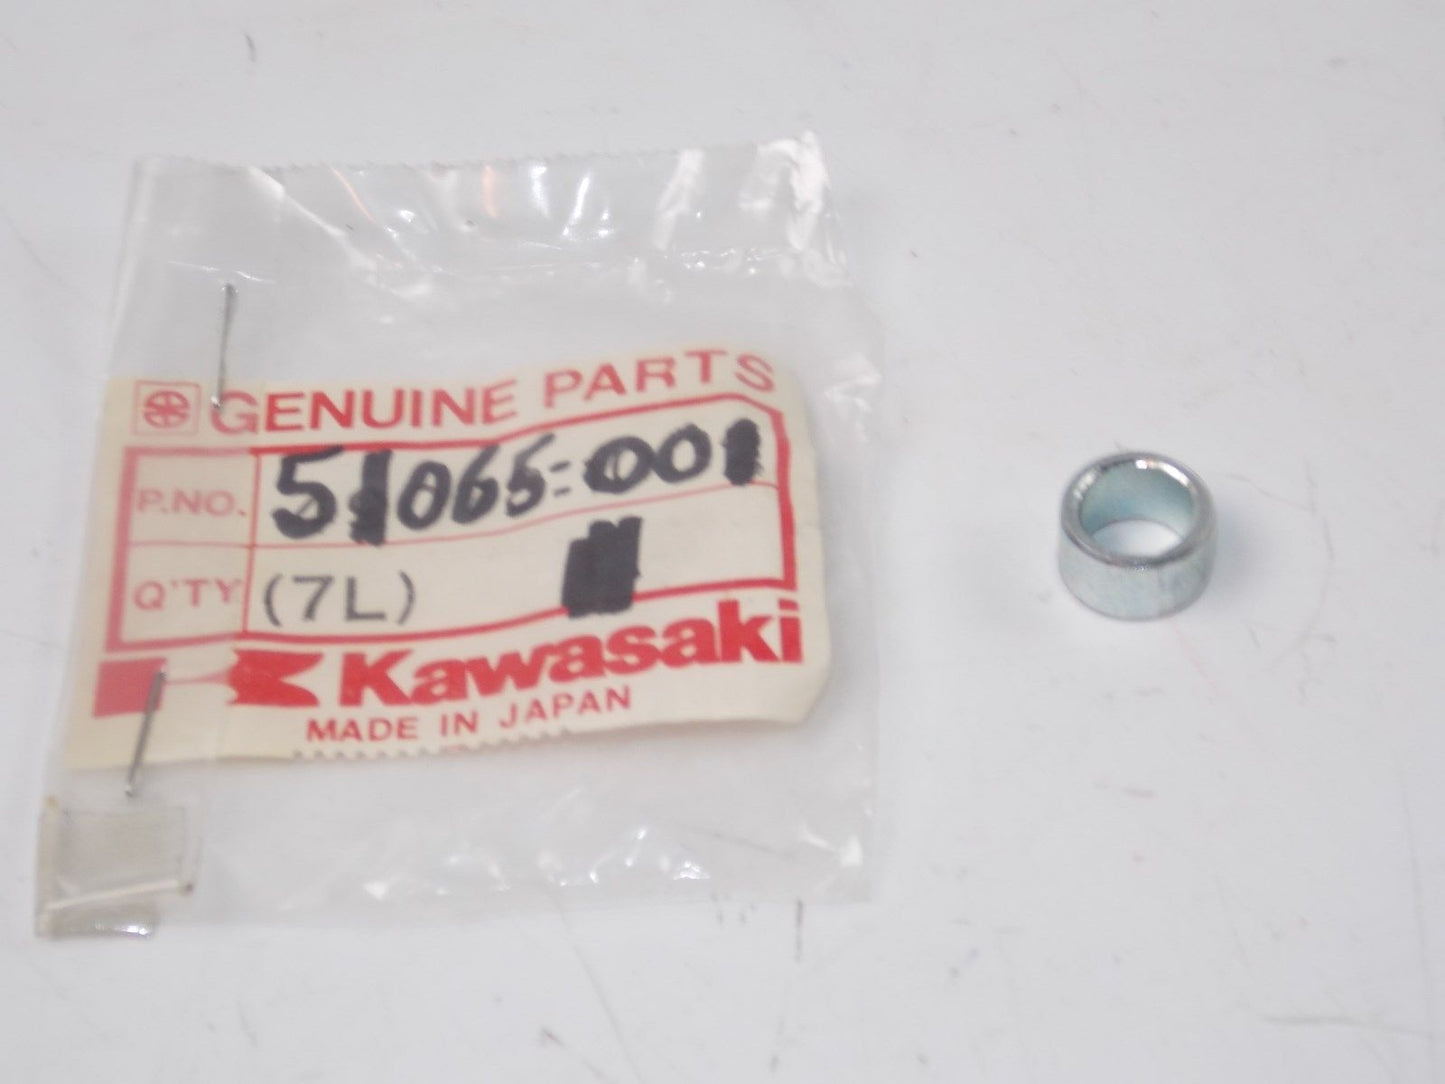 GENUINE PARTS
P.NO. 51065-001
Q'TY (7L)
Kawasaki
MADE IN JAPAN